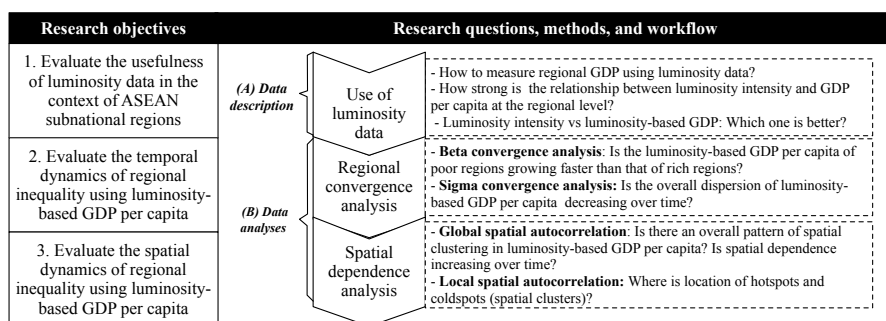 Research objectives
Research questions, methods, and workflow
1. Evaluate the usefulness
of luminosity data in the
context of ASEAN
subnational regions
2. Evaluate the temporal
dynamics of regional
inequality using luminosity-
based GDP per capita
3. Evaluate the spatial
dynamics of regional
inequality using luminosity-
based GDP per capita
(A) Data
description
(B) Data
analyses
Use of
luminosity
data
Regional
convergence
analysis
Spatial
dependence
analysis
- How to measure regional GDP using luminosity data?
- How strong is the relationship between luminosity intensity and GDP
per capita at the regional level?
- Luminosity intensity vs luminosity-based GDP: Which one is better?
- Beta convergence analysis: Is the luminosity-based GDP per capita of
poor regions growing faster than that of rich regions?
- Sigma convergence analysis: Is the overall dispersion of luminosity-
based GDP per capita decreasing over time?
- Global spatial autocorrelation: Is there an overall pattern of spatial
clustering in luminosity-based GDP per capita? Is spatial dependence
increasing over time?
- Local spatial autocorrelation: Where is location of hotspots and
coldspots (spatial clusters)?